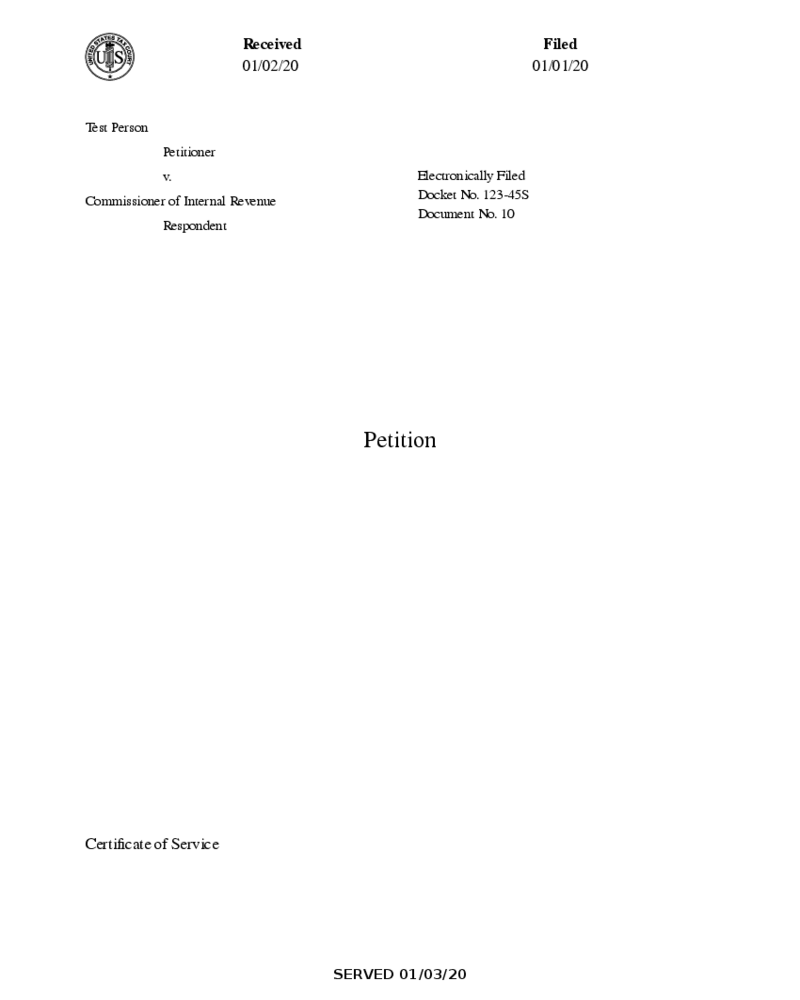 UNITED STATES TAX COURT
US
Received
01/02/20
Filed
01/01/20
Test Person
Petitioner
v.
Commissioner of Internal Revenue
Respondent
Electronically Filed
Docket No. 123-45S
Document No. 10
Petition
Certificate of Service
SERVED 01/03/20